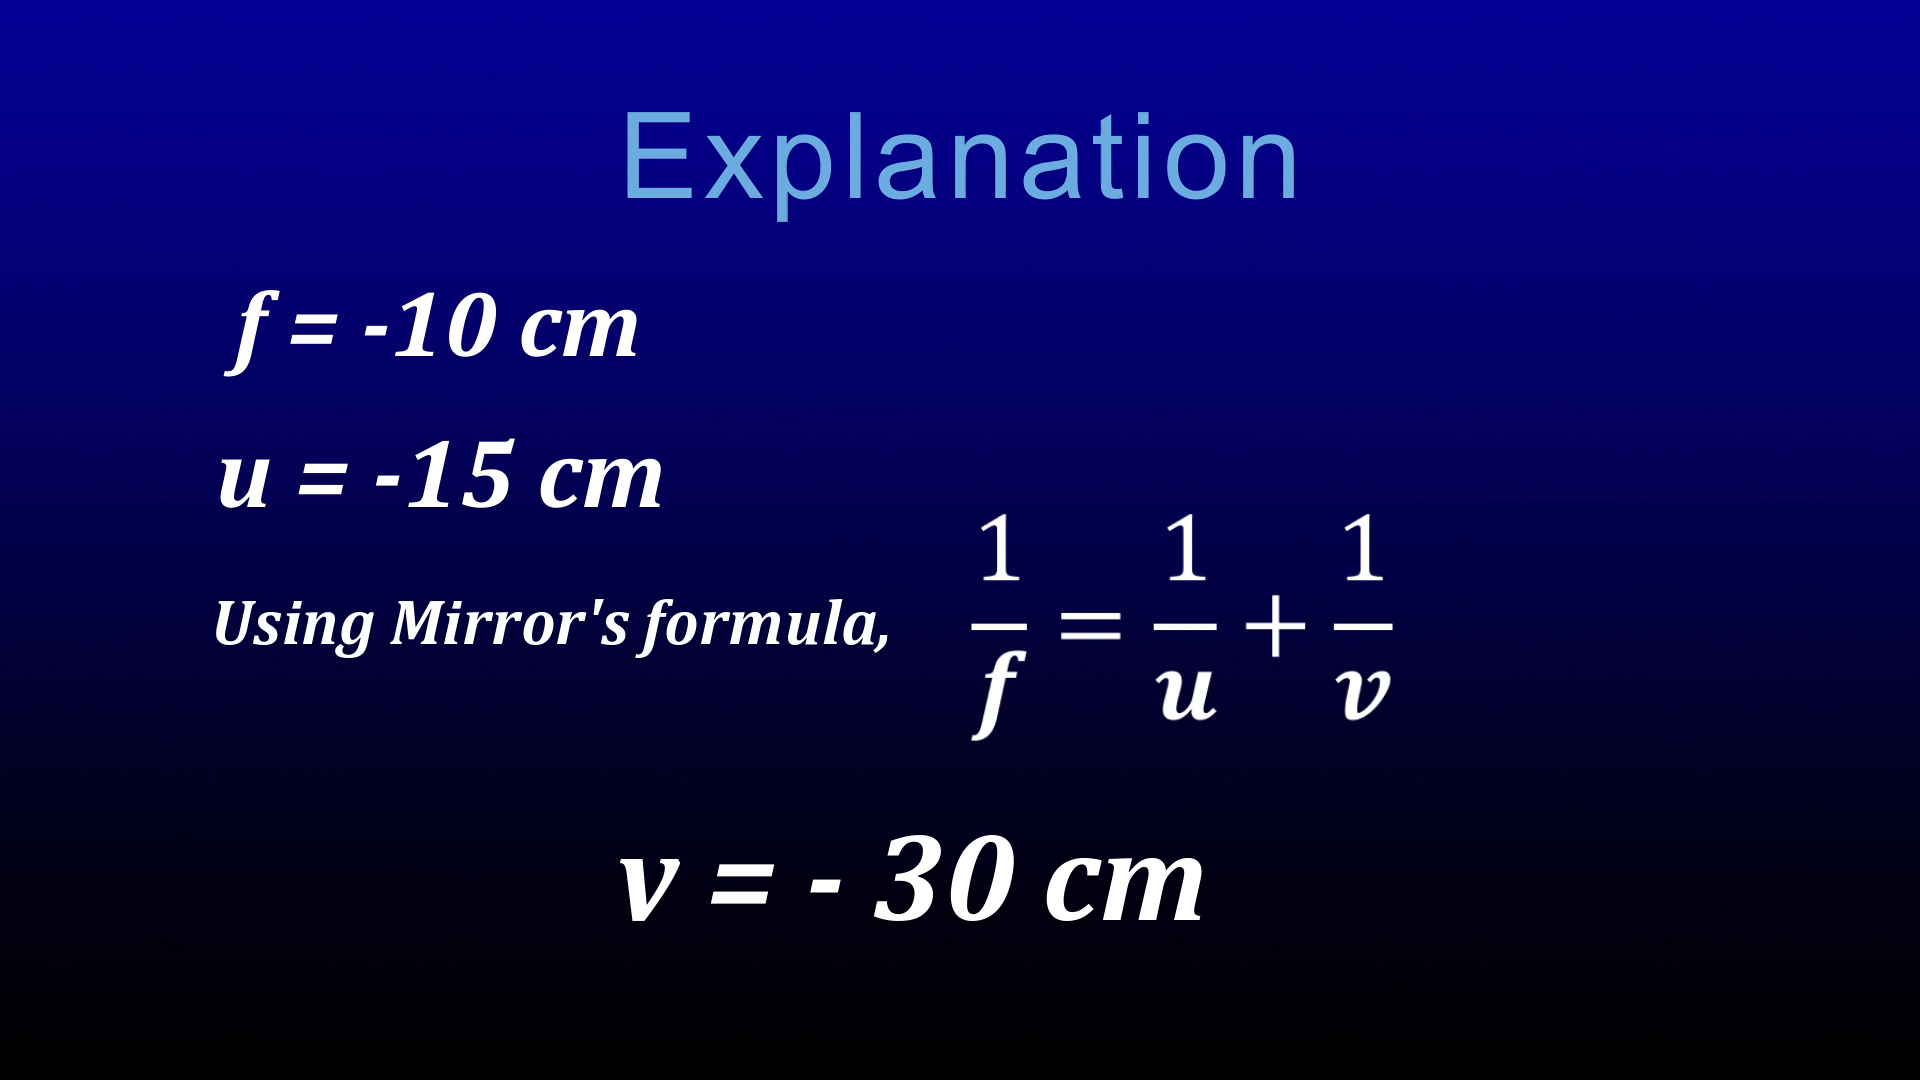 Explanation
f = -10 cm
u = -15 cm
Using Mirror's formula, 1/f = 1/u + 1/v
v = - 30 cm